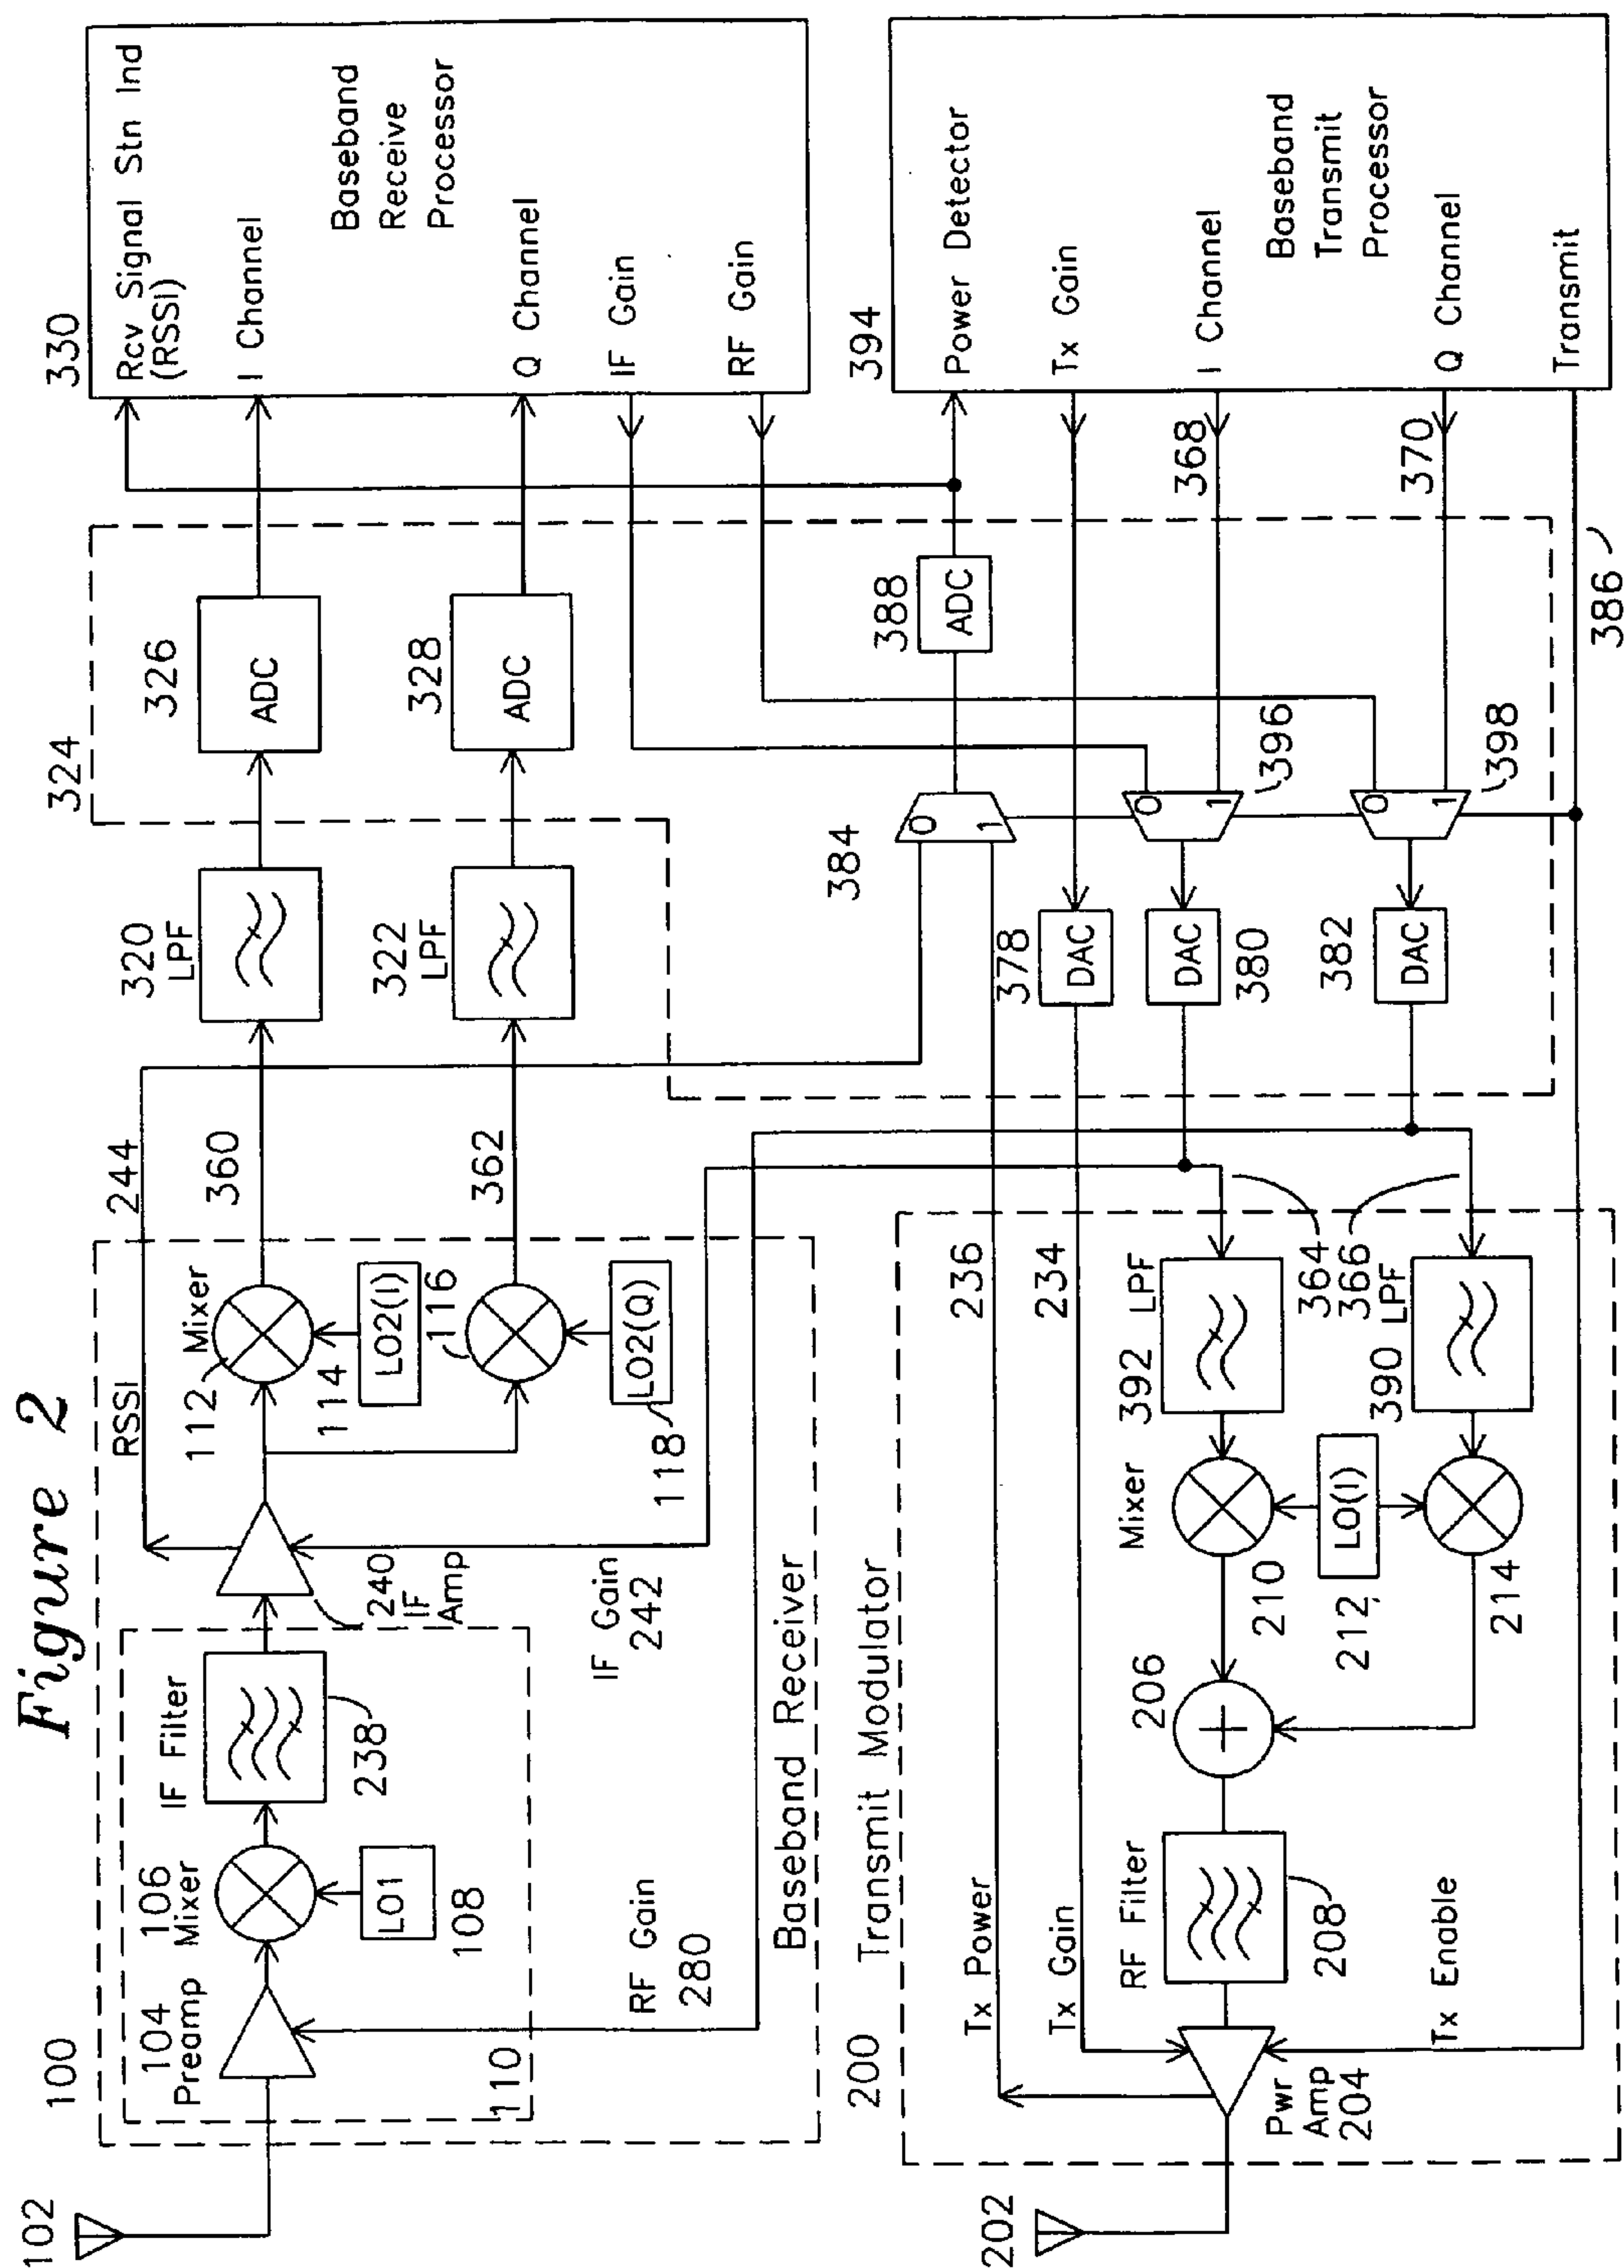 Figure 2
102
100
104
Preamp
106
Mixer
LO1
108
110
IF Filter
238
240
IF
Amp
RSSI
244
Mixer
112
114
LO2(I)
116
LO2(Q)
118
360
362
320
LPF
322
LPF
324
326
ADC
328
ADC
330
Rcv Signal Stn Ind
(RSSI)
I Channel
Baseband
Receive
Processor
Q Channel
IF Gain
RF Gain
IF Gain
242
RF Gain
280
Baseband Receiver
202
200
Transmit Modulator
Tx Power
236
Tx Gain
234
RF Filter
208
Pwr
Amp
204
Tx Enable
206
Mixer
210
212
LO(I)
214
392 LPF
390 LPF
364
366
384
0
1
388
ADC
378
DAC
DAC
380
382
DAC
0
1
396
0
1
398
368
370
386
394
Power Detector
Tx Gain
I Channel
Baseband
Transmit
Processor
Q Channel
Transmit